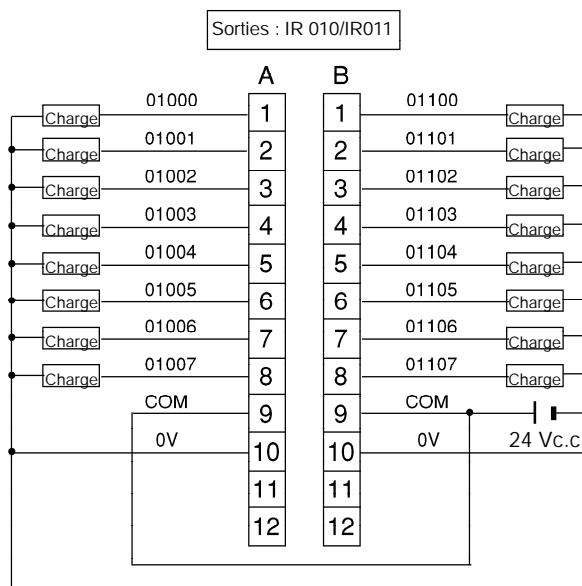 Sorties : IR 010/IR011
A B
01000 1 1 01100
Charge Charge
01001 2 2 01101
Charge Charge
01002 3 3 01102
Charge Charge
01003 4 4 01103
Charge Charge
01004 5 5 01104
Charge Charge
01005 6 6 01105
Charge Charge
01006 7 7 01106
Charge Charge
01007 8 8 01107
Charge Charge
COM 9 9 COM
0V 10 10 0V 24 Vc.c
11 11
12 12